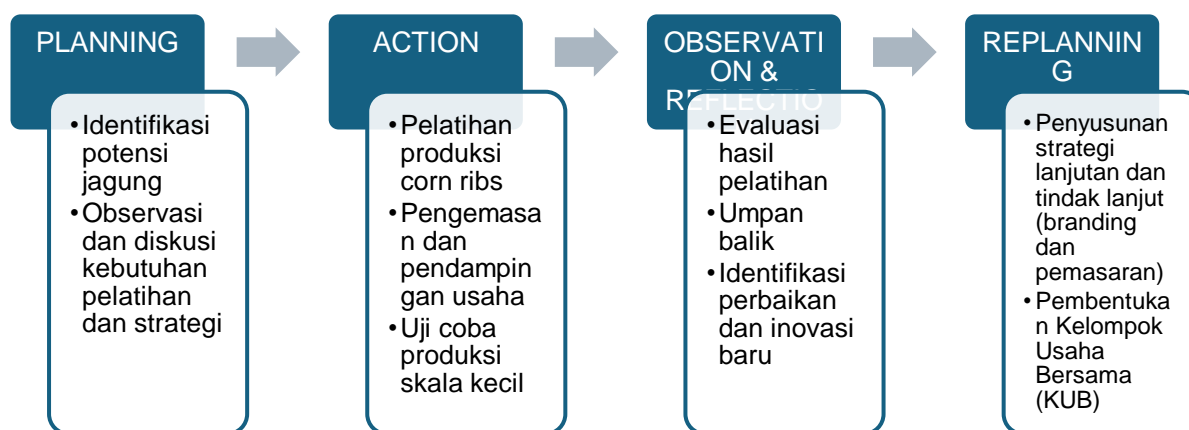 PLANNING
• Identifikasi
potensi
jagung
• Observasi
dan diskusi
kebutuhan
pelatihan
dan strategi
ACTION
• Pelatihan
produksi
corn ribs
• Pengemasa
n dan
pendampin
gan usaha
• Uji coba
produksi
skala kecil
OBSERVATI
ON &
REFLECTIO
• Evaluasi
hasil
pelatihan
• Umpan
balik
• Identifikasi
perbaikan
dan inovasi
baru
REPLANNIN
G
• Penyusunan
strategi
lanjutan dan
tindak lanjut
(branding
dan
pemasaran)
• Pembentuka
n Kelompok
Usaha
Bersama
(KUB)